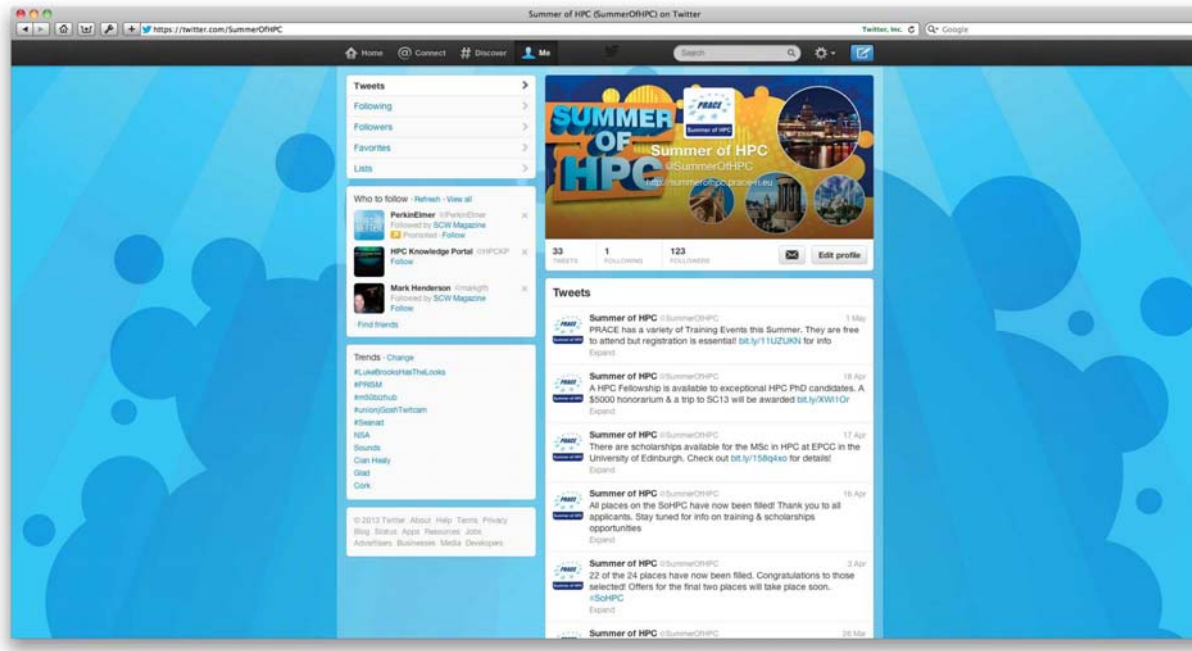 Summer of HPC (SummerOfHPC) on Twitter
https://twitter.com/SummerOfHPC
Twitter, Inc.
Google
Home
Connect
Discover
Me
Search
Tweets
Following
Followers
Favorites
Lists
Who to follow · Refresh · View all
PerkinElmer @PerkinElmer
Followed by SCW Magazine
Promoted · Follow
HPC Knowledge Portal @HPCKP
Follow
Mark Henderson @markgfh
Followed by SCW Magazine
Follow
· Find friends
Trends · Change
#LukeBrooksHasTheLooks
#PRISM
#unionjGoshTwitcam
#Seanad
NSA
Sounds
Cian Healy
Glad
Cork
© 2013 Twitter About Help Terms Privacy
Blog Status Apps Resources Jobs
Advertisers Businesses Media Developers
SUMMER
OF
HPC
PRACE
Summer of HPC
Summer of HPC
@SummerOfHPC
http://summerofhpc.prace-ri.eu
33
TWEETS
1
FOLLOWING
123
FOLLOWERS
Edit profile
Tweets
Summer of HPC @SummerOfHPC 1 May
PRACE has a variety of Training Events this Summer. They are free
to attend but registration is essential! bit.ly/11UZUKN for info
Expand
Summer of HPC @SummerOfHPC 18 Apr
A HPC Fellowship is available to exceptional HPC PhD candidates. A
$5000 honorarium & a trip to SC13 will be awarded bit.ly/XWI1Or
Expand
Summer of HPC @SummerOfHPC 17 Apr
There are scholarships available for the MSc in HPC at EPCC in the
University of Edinburgh. Check out bit.ly/158q4xo for details!
Expand
Summer of HPC @SummerOfHPC 16 Apr
All places on the SoHPC have now been filled! Thank you to all
applicants. Stay tuned for info on training & scholarships
opportunities
Expand
Summer of HPC @SummerOfHPC 3 Apr
22 of the 24 places have now been filled. Congratulations to those
selected! Offers for the final two places will take place soon.
#SoHPC
Expand
Summer of HPC @SummerOfHPC 26 Mar